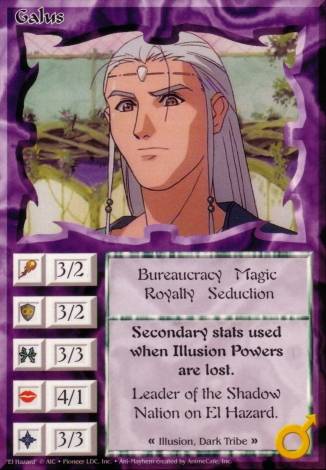 Galus
3/2
3/2
3/3
4/1
3/3
Bureaucracy Magic
Royalty Seduction
Secondary stats used
when Illusion Powers
are lost.
Leader of the Shadow
Nation on El Hazard.
« Illusion, Dark Tribe »
"El Hazard" © AIC • Pioneer LDC, Inc. • Ani-Mayhem created by AnimeCafe, Inc.